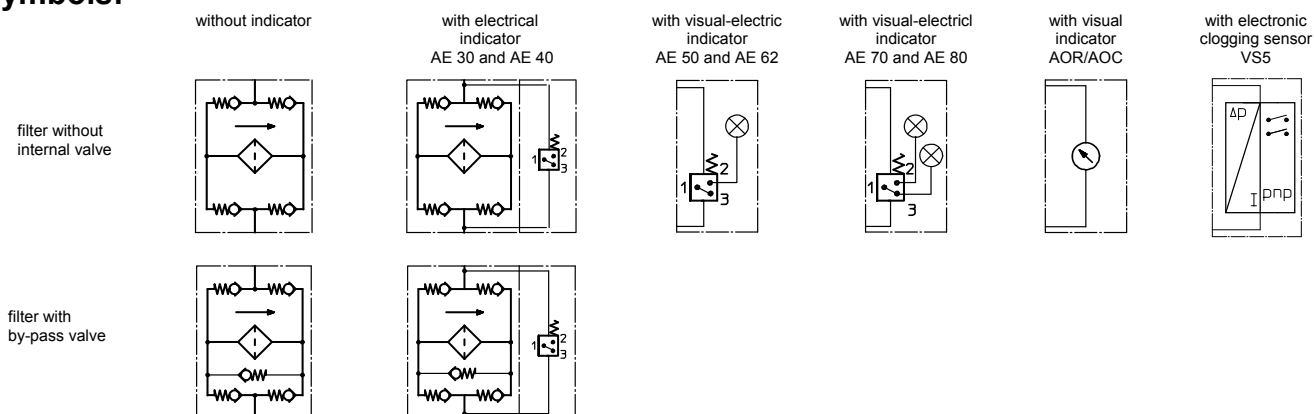 ymbols:
without indicator
with electrical
indicator
AE 30 and AE 40
with visual-electric
indicator
AE 50 and AE 62
with visual-electricl
indicator
AE 70 and AE 80
with visual
indicator
AOR/AOC
with electronic
clogging sensor
VS5
filter without
internal valve
1 2
3
1 2
3
1 2
3
Δp
I pnp
filter with
by-pass valve
1 2
3